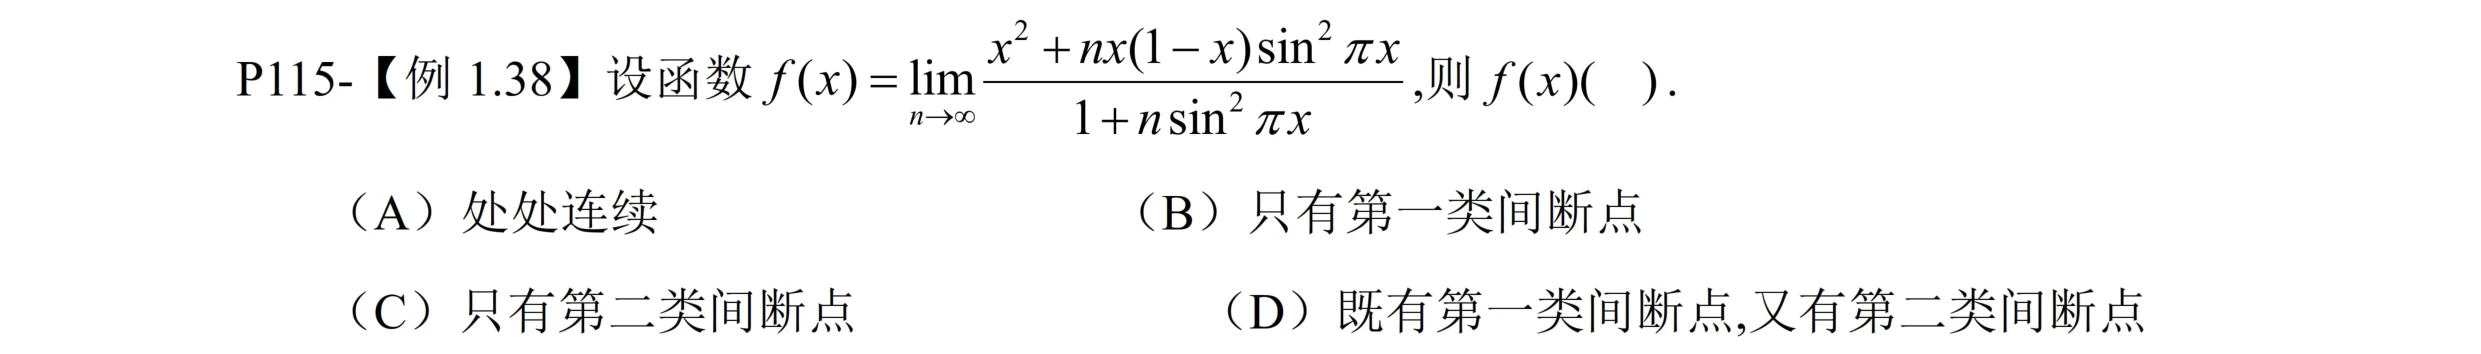 P115-【例 1.38】设函数 $f(x)=\lim\limits_{n\to\infty}\frac{x^2+nx(1-x)\sin^2\pi x}{1+n\sin^2\pi x}$,则 $f(x)$(   ).
（A）处处连续 （B）只有第一类间断点
（C）只有第二类间断点 （D）既有第一类间断点,又有第二类间断点